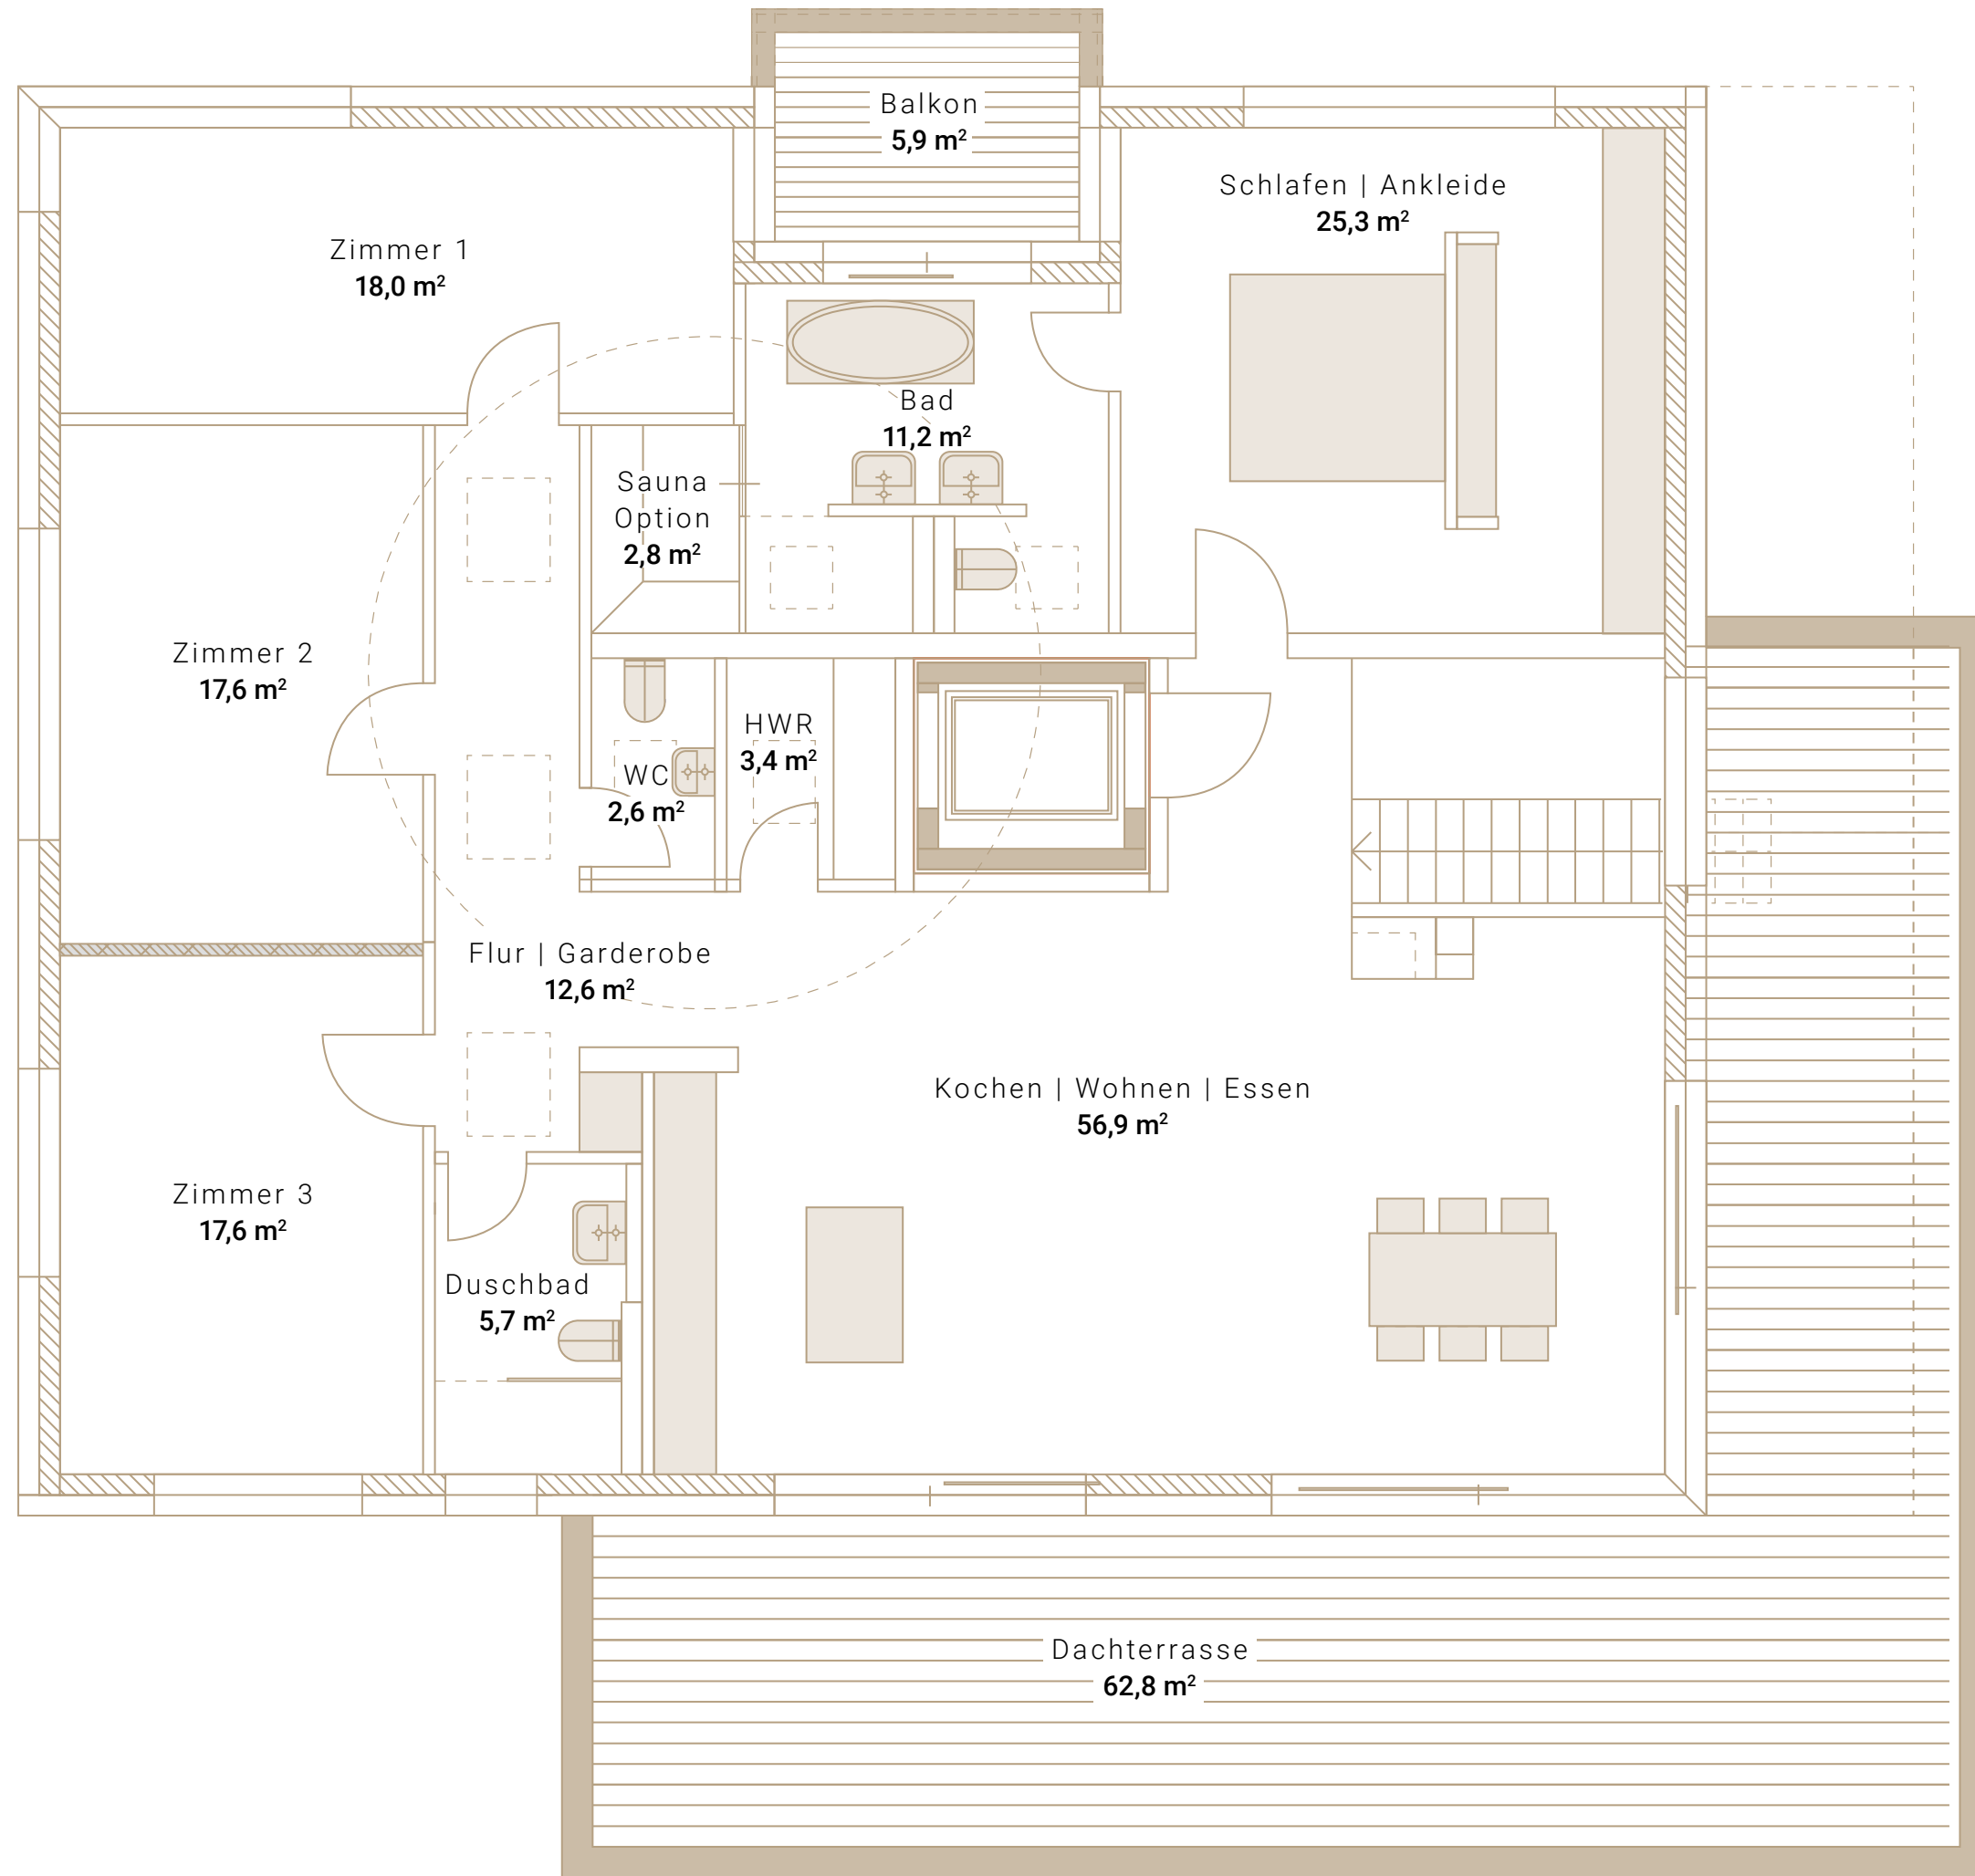 Balkon
5,9 m²
Schlafen | Ankleide
25,3 m²
Zimmer 1
18,0 m²
Bad
11,2 m²
Sauna
Option
2,8 m²
Zimmer 2
17,6 m²
HWR
3,4 m²
WC
2,6 m²
Flur | Garderobe
12,6 m²
Kochen | Wohnen | Essen
56,9 m²
Zimmer 3
17,6 m²
Duschbad
5,7 m²
Dachterrasse
62,8 m²